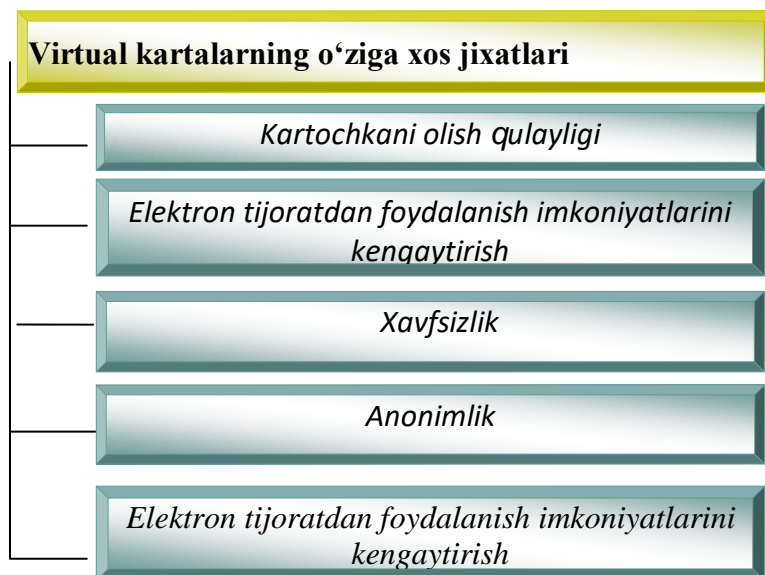 Virtual kartalarning o‘ziga xos jixatlari
Kartochkani olish qulayligi
Elektron tijoratdan foydalanish imkoniyatlarini
kengaytirish
Xavfsizlik
Anonimlik
Elektron tijoratdan foydalanish imkoniyatlarini
kengaytirish